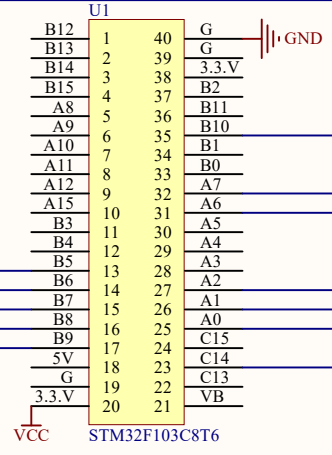 U1
B12 1 40 G GND
B13 2 39 G
B14 3 38 3.3.V
B15 4 37 B2
A8 5 36 B11
A9 6 35 B10
A10 7 34 B1
A11 8 33 B0
A12 9 32 A7
A15 10 31 A6
B3 11 30 A5
B4 12 29 A4
B5 13 28 A3
B6 14 27 A2
B7 15 26 A1
B8 16 25 A0
B9 17 24 C15
5V 18 23 C14
G 19 22 C13
3.3.V 20 21 VB
VCC STM32F103C8T6